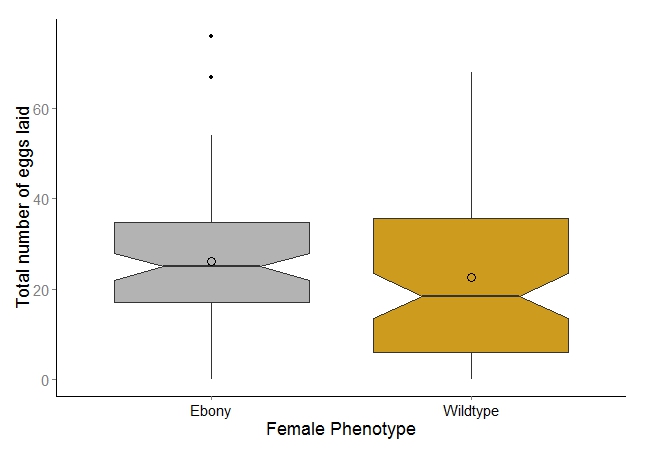 Total number of eggs laid
60
40
20
0
Ebony
Wildtype
Female Phenotype